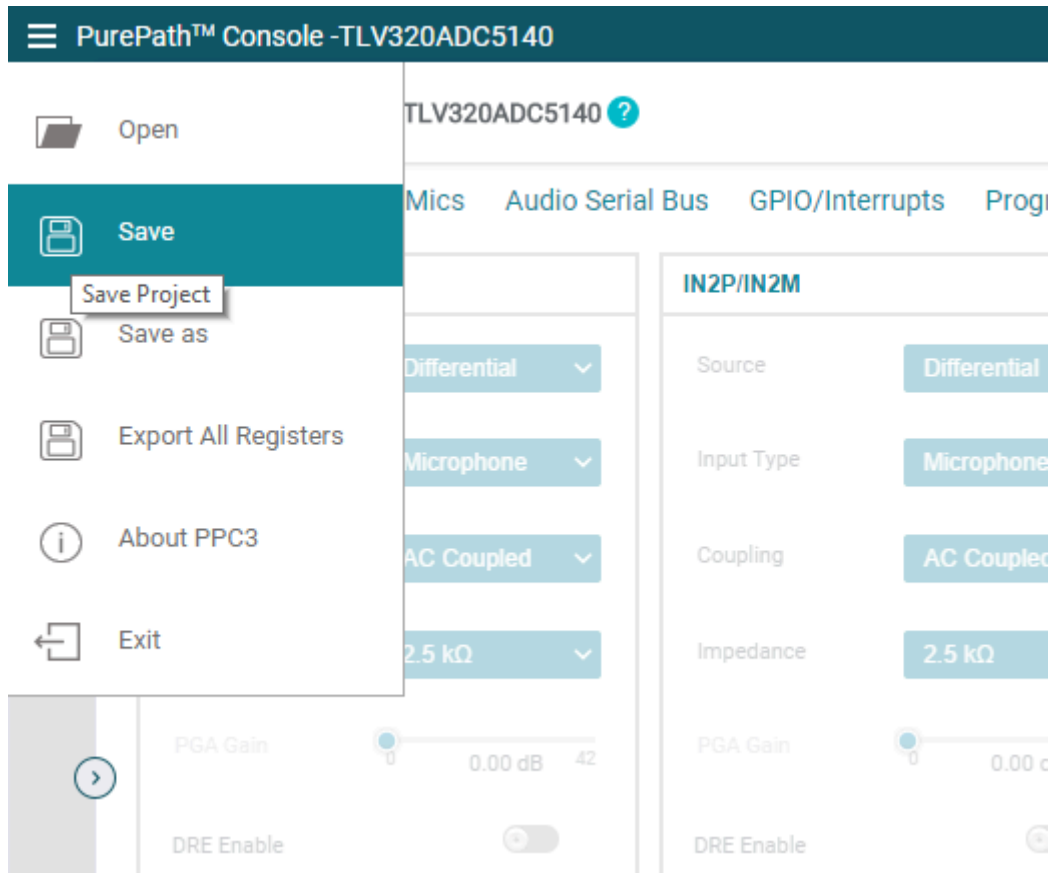 PurePath™ Console -TLV320ADC5140
Open
Save
Save Project
Save as
Export All Registers
About PPC3
Exit
TLV320ADC5140 ?
Mics Audio Serial Bus GPIO/Interrupts
Differential
Microphone
AC Coupled
2.5 kΩ
PGA Gain 0 0.00 dB 42
DRE Enable
IN2P/IN2M
Source Differential
Input Type Microphone
Coupling AC Coupled
Impedance 2.5 kΩ
PGA Gain 0 0.00
DRE Enable